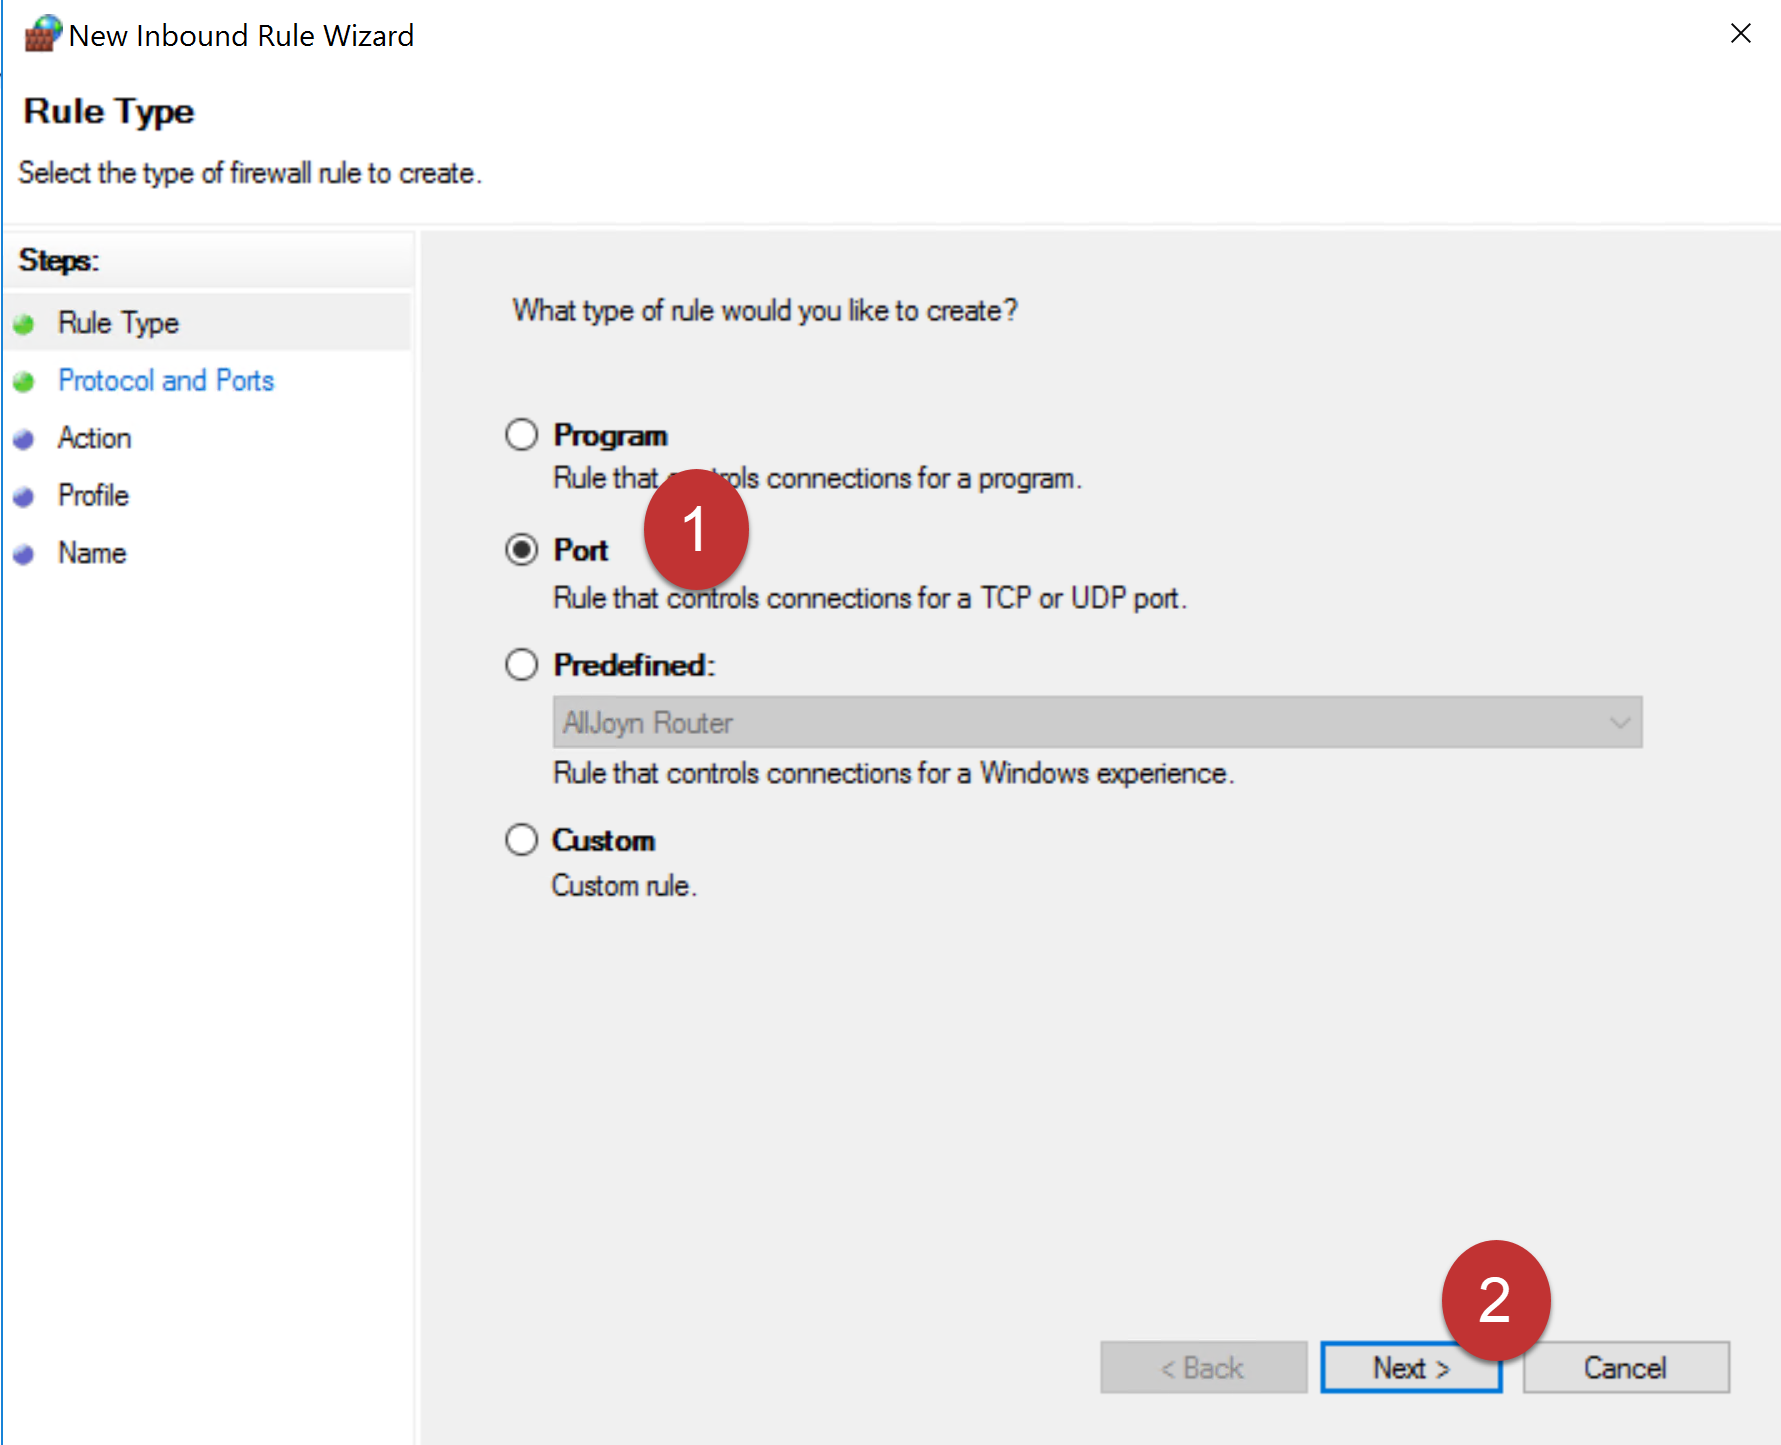 New Inbound Rule Wizard
Rule Type
Select the type of firewall rule to create.
Steps:
Rule Type
Protocol and Ports
Action
Profile
Name
What type of rule would you like to create?
Program
Rule that controls connections for a program.
1
Port
Rule that controls connections for a TCP or UDP port.
Predefined:
AllJoyn Router
Rule that controls connections for a Windows experience.
Custom
Custom rule.
2
< Back
Next >
Cancel